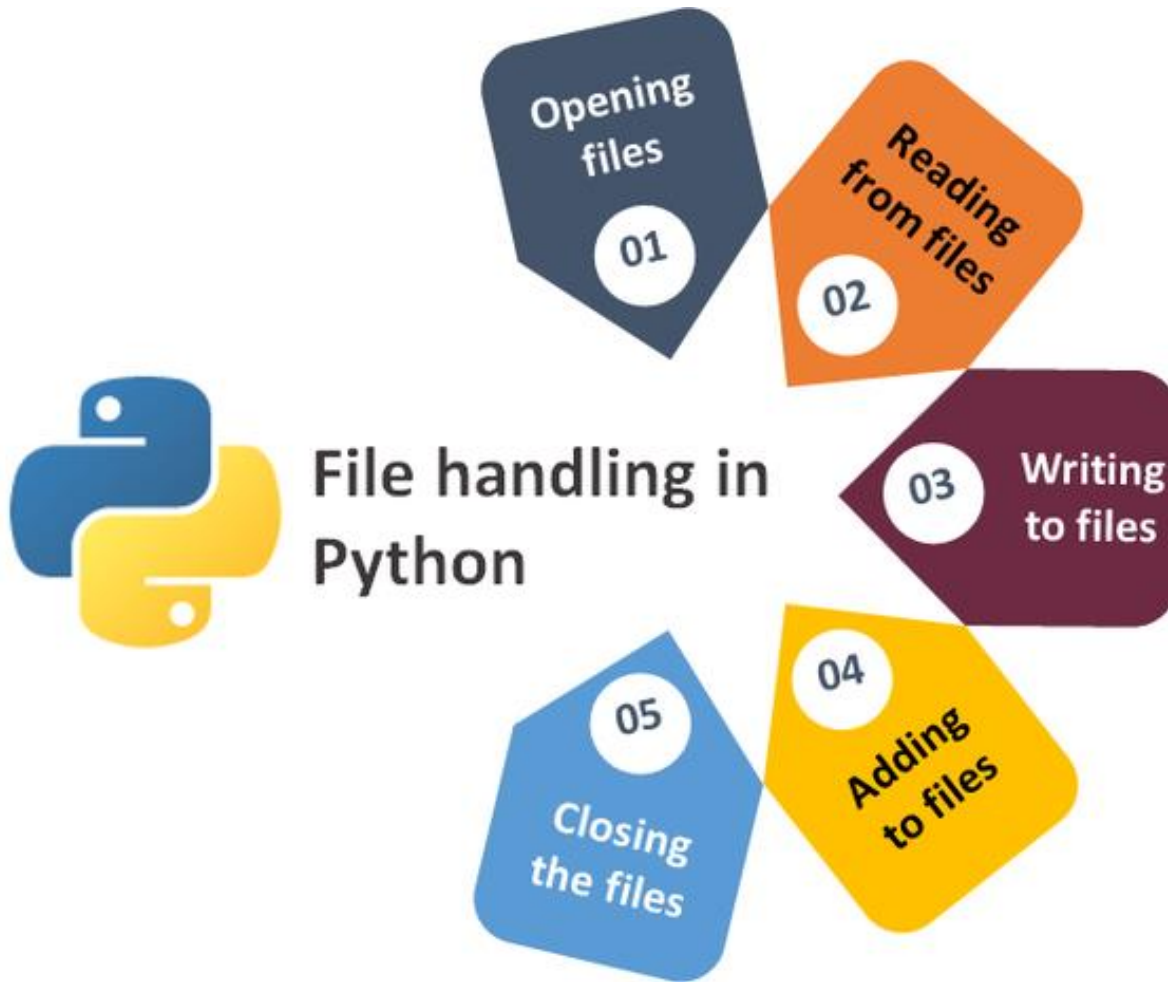 File handling in
Python
Opening
files
01
Reading
from files
02
03
Writing
to files
04
Adding
to files
05
Closing
the files